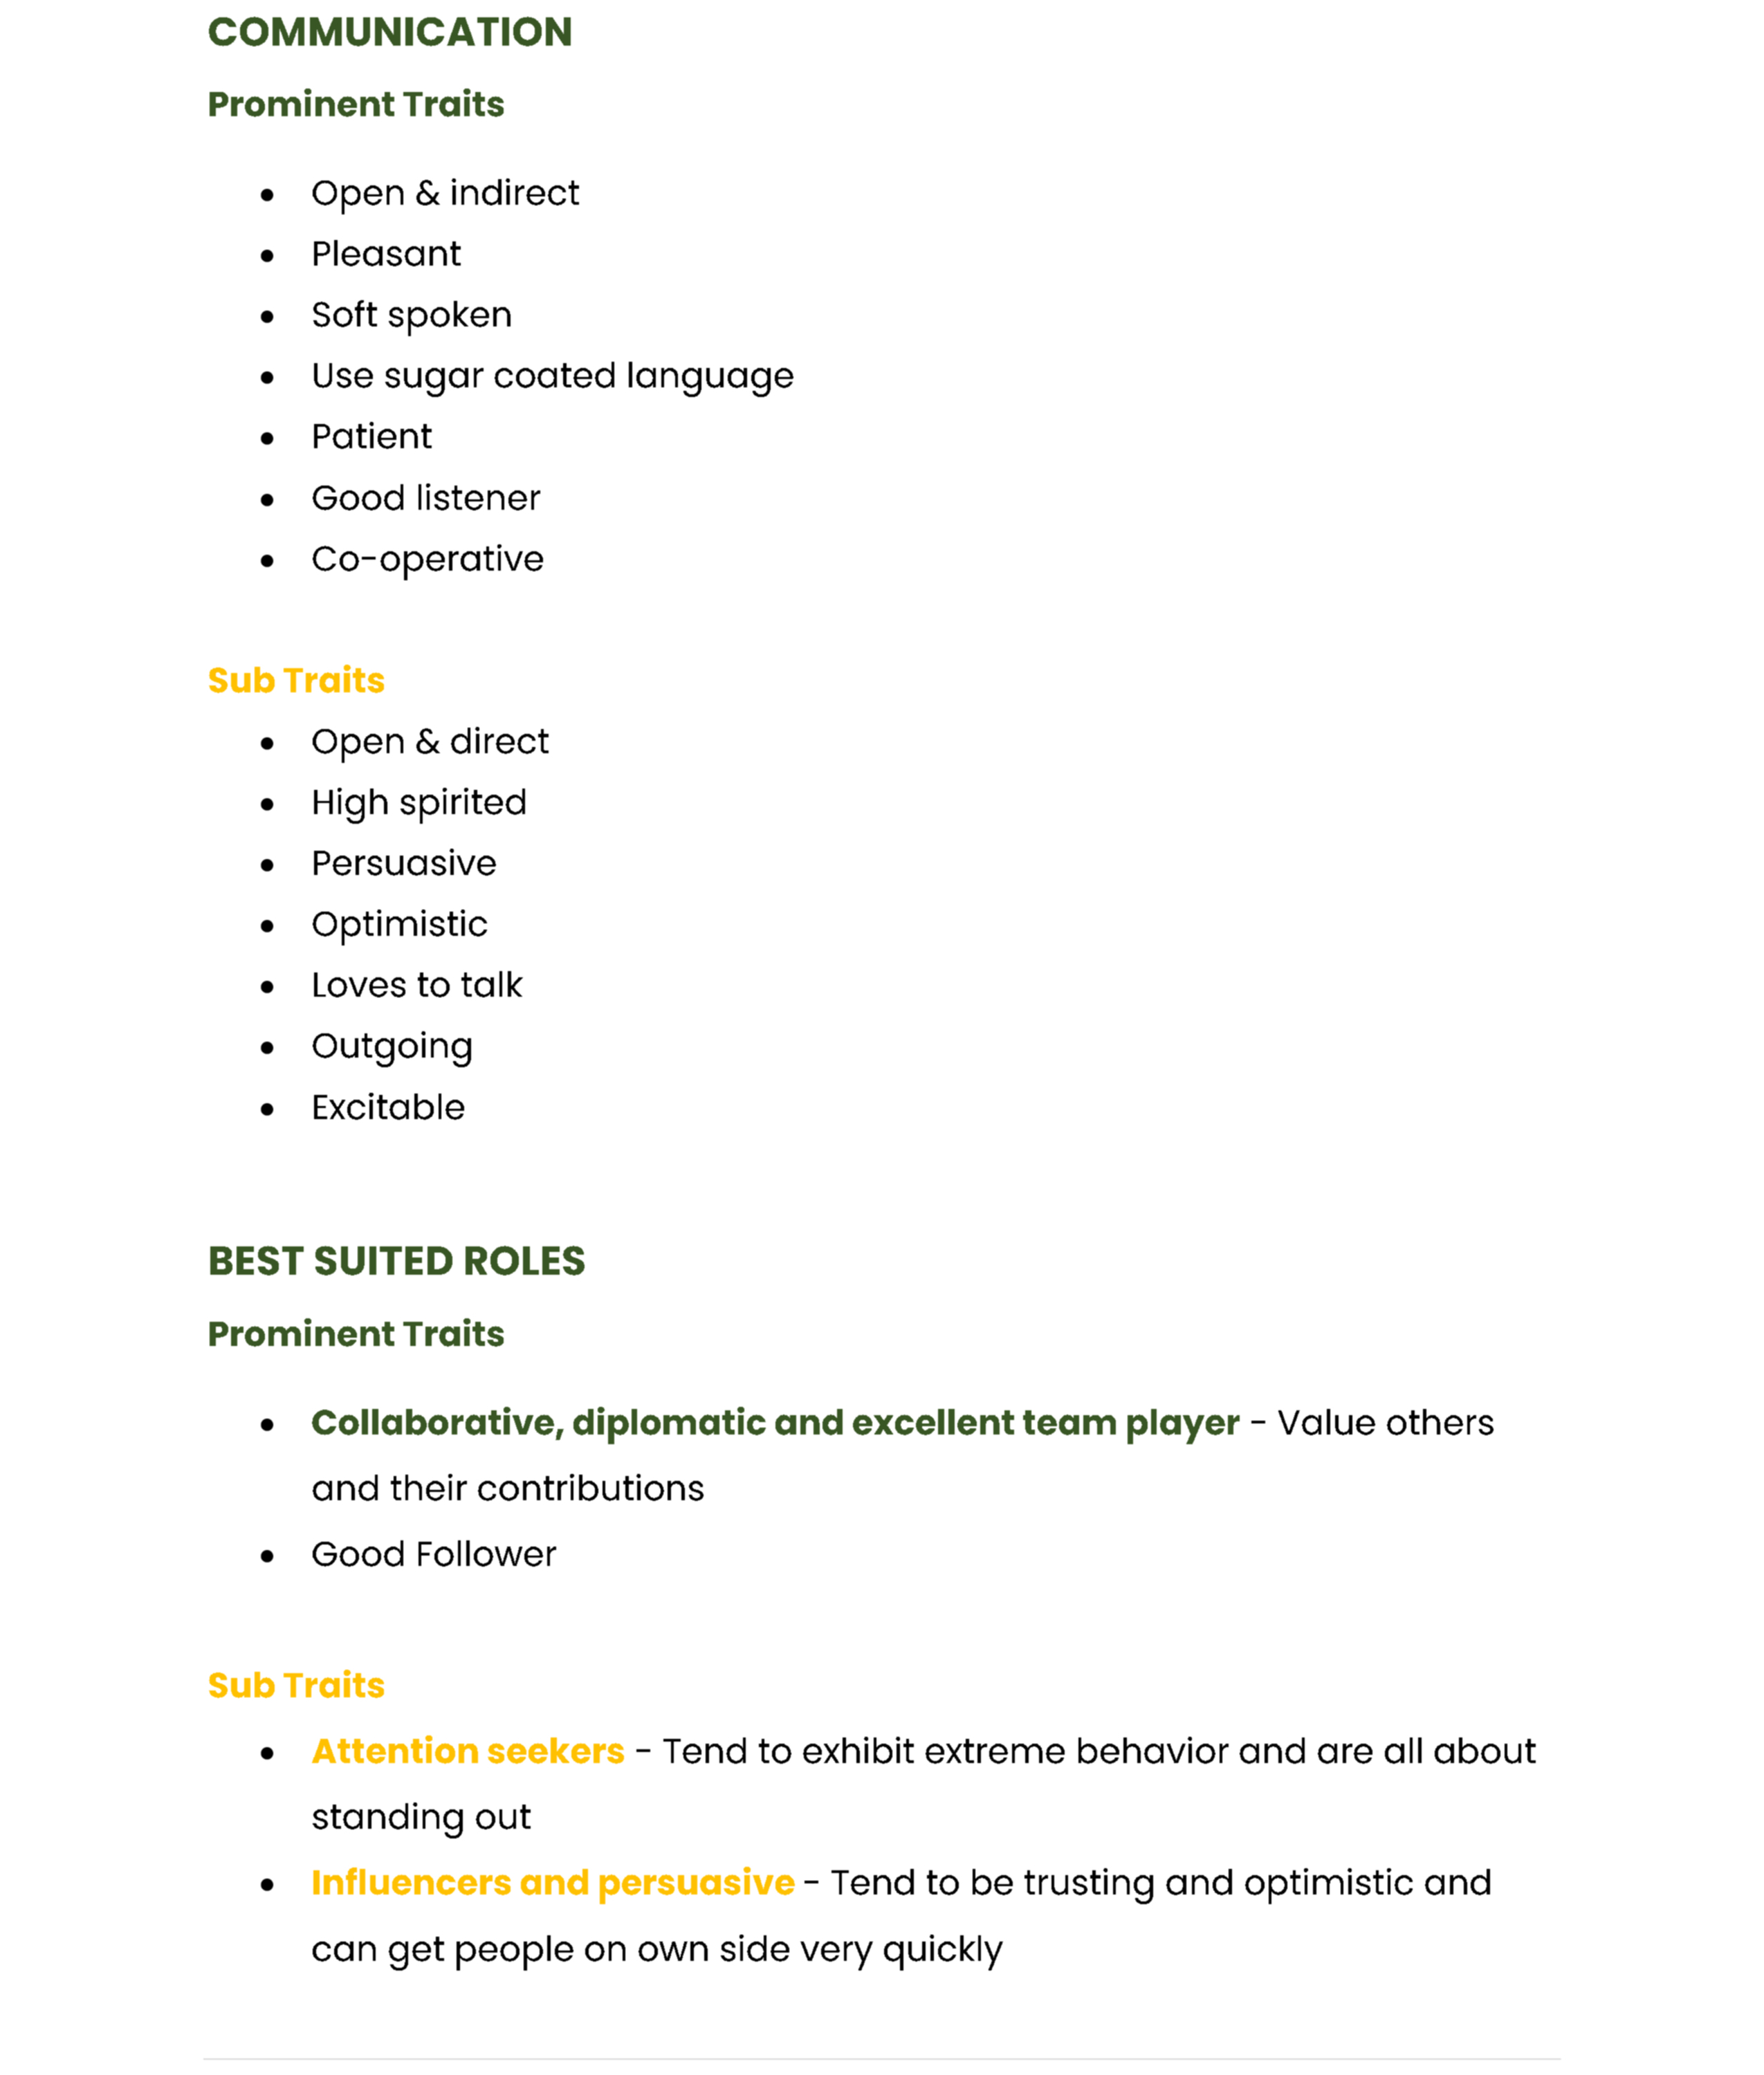 COMMUNICATION
Prominent Traits
• Open & indirect
• Pleasant
• Soft spoken
• Use sugar coated language
• Patient
• Good listener
• Co-operative
Sub Traits
• Open & direct
• High spirited
• Persuasive
• Optimistic
• Loves to talk
• Outgoing
• Excitable
BEST SUITED ROLES
Prominent Traits
• Collaborative, diplomatic and excellent team player - Value others
and their contributions
• Good Follower
Sub Traits
• Attention seekers - Tend to exhibit extreme behavior and are all about
standing out
• Influencers and persuasive - Tend to be trusting and optimistic and
can get people on own side very quickly